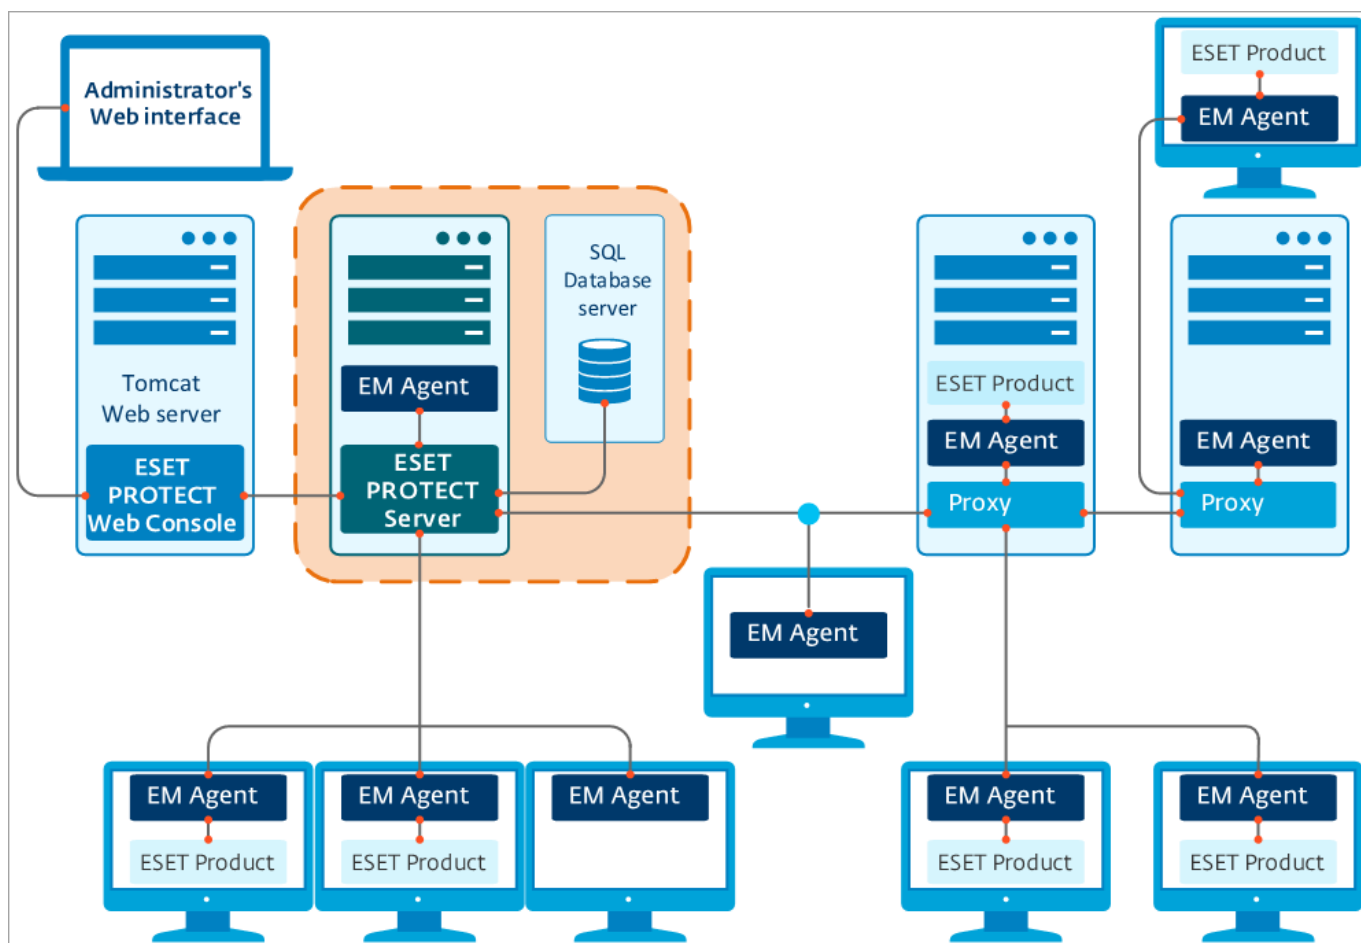 Administrator's
Web interface
ESET Product
EM Agent
Tomcat
Web server
ESET
PROTECT
Web Console
EM Agent
ESET
PROTECT
Server
SQL
Database
server
ESET Product
EM Agent
Proxy
EM Agent
Proxy
EM Agent
EM Agent
ESET Product
EM Agent
ESET Product
EM Agent
EM Agent
ESET Product
EM Agent
ESET Product